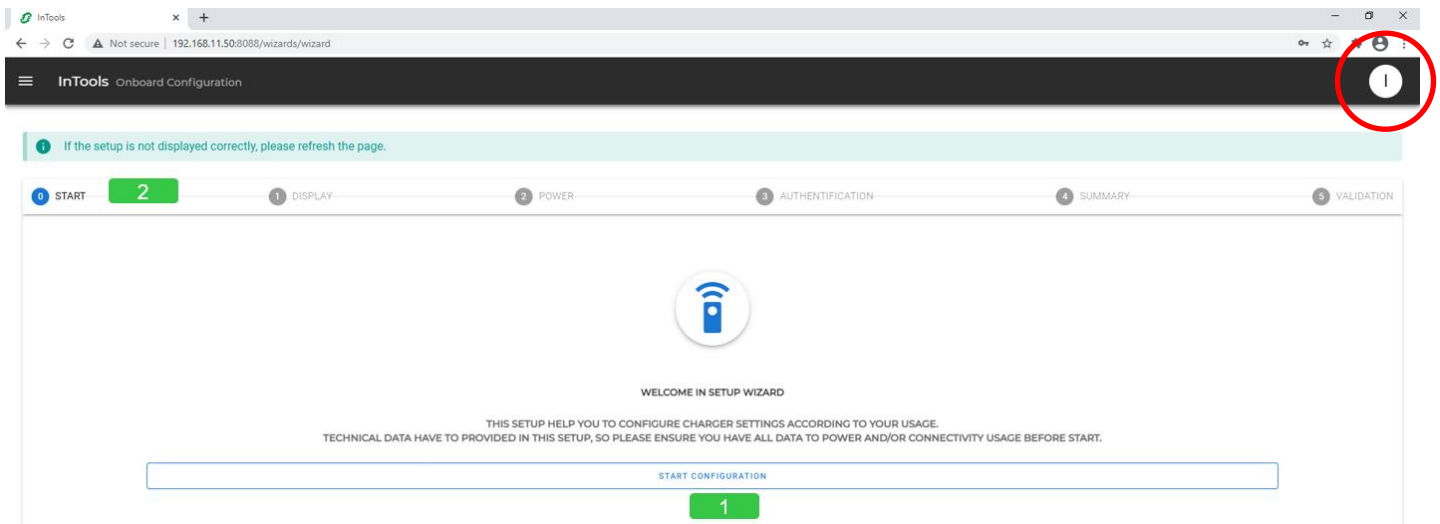 InTools
Not secure | 192.168.11.50:8088/wizards/wizard
InTools Onboard Configuration
I
If the setup is not displayed correctly, please refresh the page.
0 START 2 1 DISPLAY 2 POWER 3 AUTHENTIFICATION 4 SUMMARY 5 VALIDATION
WELCOME IN SETUP WIZARD
THIS SETUP HELP YOU TO CONFIGURE CHARGER SETTINGS ACCORDING TO YOUR USAGE.
TECHNICAL DATA HAVE TO PROVIDED IN THIS SETUP, SO PLEASE ENSURE YOU HAVE ALL DATA TO POWER AND/OR CONNECTIVITY USAGE BEFORE START.
START CONFIGURATION
1